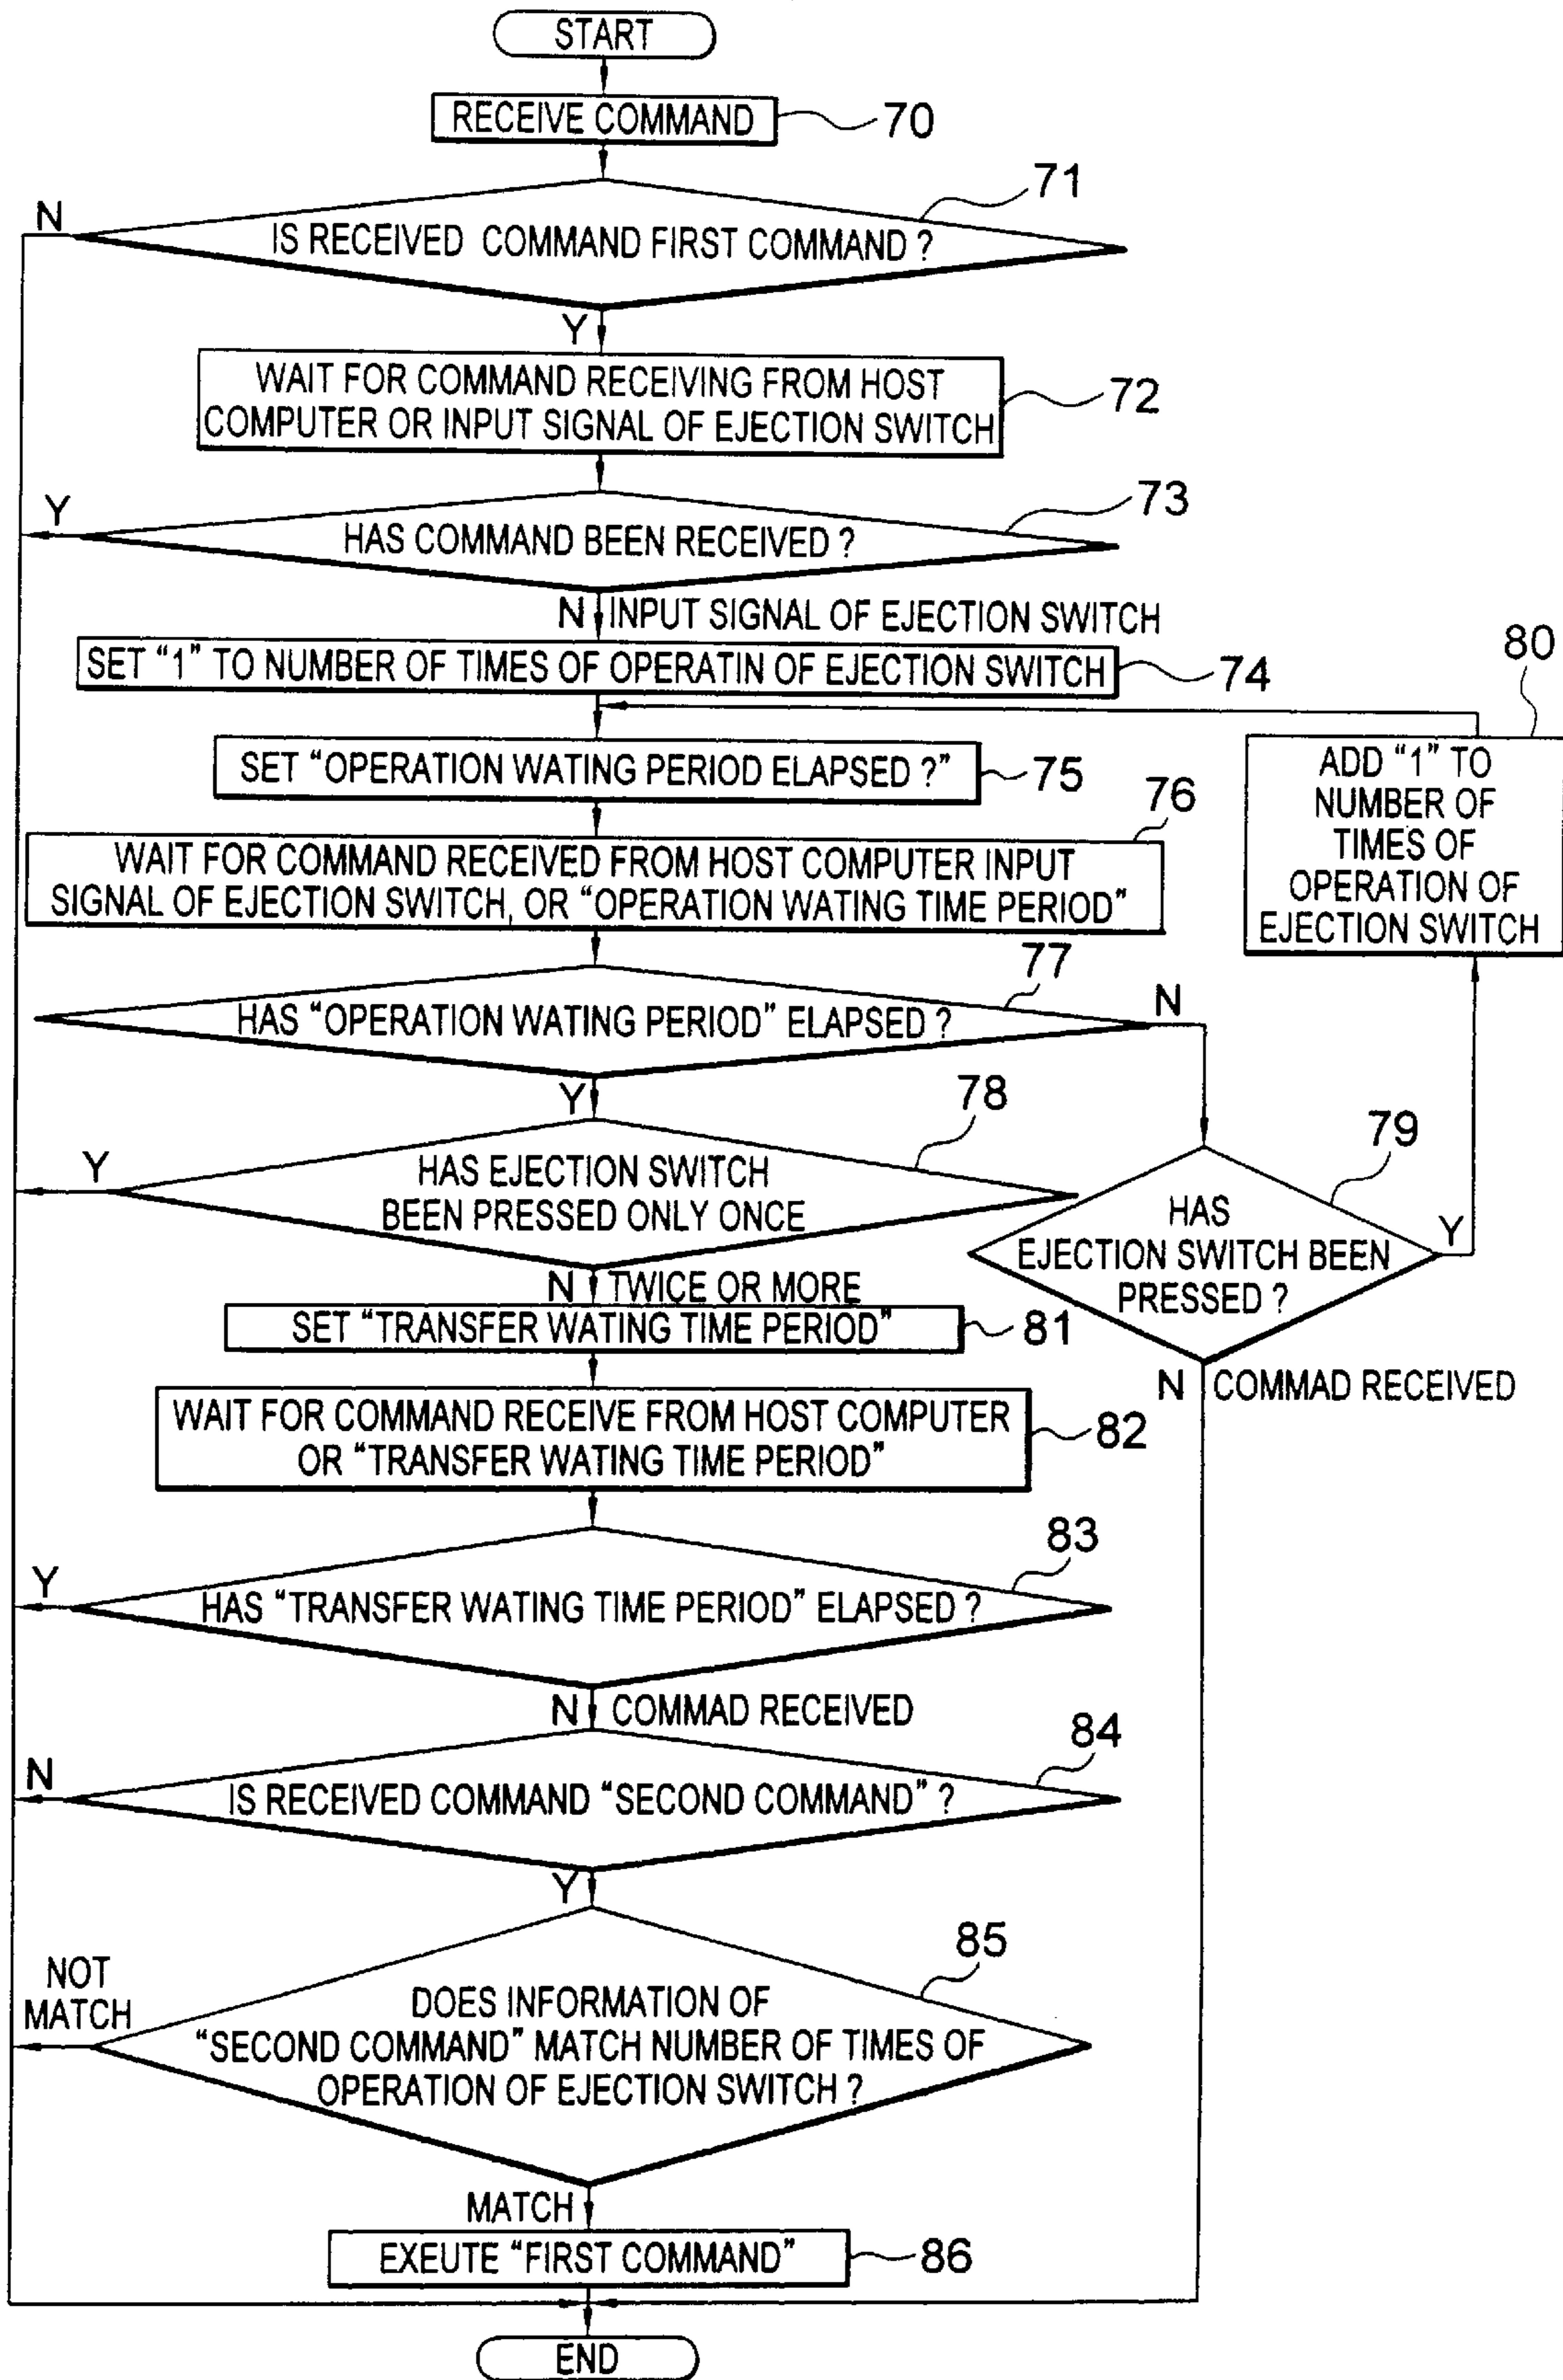 START
RECEIVE COMMAND
70
71
N
IS RECEIVED COMMAND FIRST COMMAND ?
Y
WAIT FOR COMMAND RECEIVING FROM HOST
COMPUTER OR INPUT SIGNAL OF EJECTION SWITCH
72
73
Y
HAS COMMAND BEEN RECEIVED ?
N INPUT SIGNAL OF EJECTION SWITCH
SET “1” TO NUMBER OF TIMES OF OPERATIN OF EJECTION SWITCH
74
80
ADD “1” TO
NUMBER OF
TIMES OF
OPERATION OF
EJECTION SWITCH
SET “OPERATION WATING PERIOD ELAPSED ?”
75
76
WAIT FOR COMMAND RECEIVED FROM HOST COMPUTER INPUT
SIGNAL OF EJECTION SWITCH, OR “OPERATION WATING TIME PERIOD”
77
HAS “OPERATION WATING PERIOD” ELAPSED ?
N
Y
78
Y
HAS EJECTION SWITCH
BEEN PRESSED ONLY ONCE
79
HAS
EJECTION SWITCH BEEN
PRESSED ?
Y
N TWICE OR MORE
SET “TRANSFER WATING TIME PERIOD”
81
N COMMAD RECEIVED
WAIT FOR COMMAND RECEIVE FROM HOST COMPUTER
OR “TRANSFER WATING TIME PERIOD”
82
83
Y
HAS “TRANSFER WATING TIME PERIOD” ELAPSED ?
N COMMAD RECEIVED
84
N
IS RECEIVED COMMAND “SECOND COMMAND” ?
Y
85
NOT
MATCH
DOES INFORMATION OF
“SECOND COMMAND” MATCH NUMBER OF TIMES OF
OPERATION OF EJECTION SWITCH ?
MATCH
EXEUTE “FIRST COMMAND”
86
END